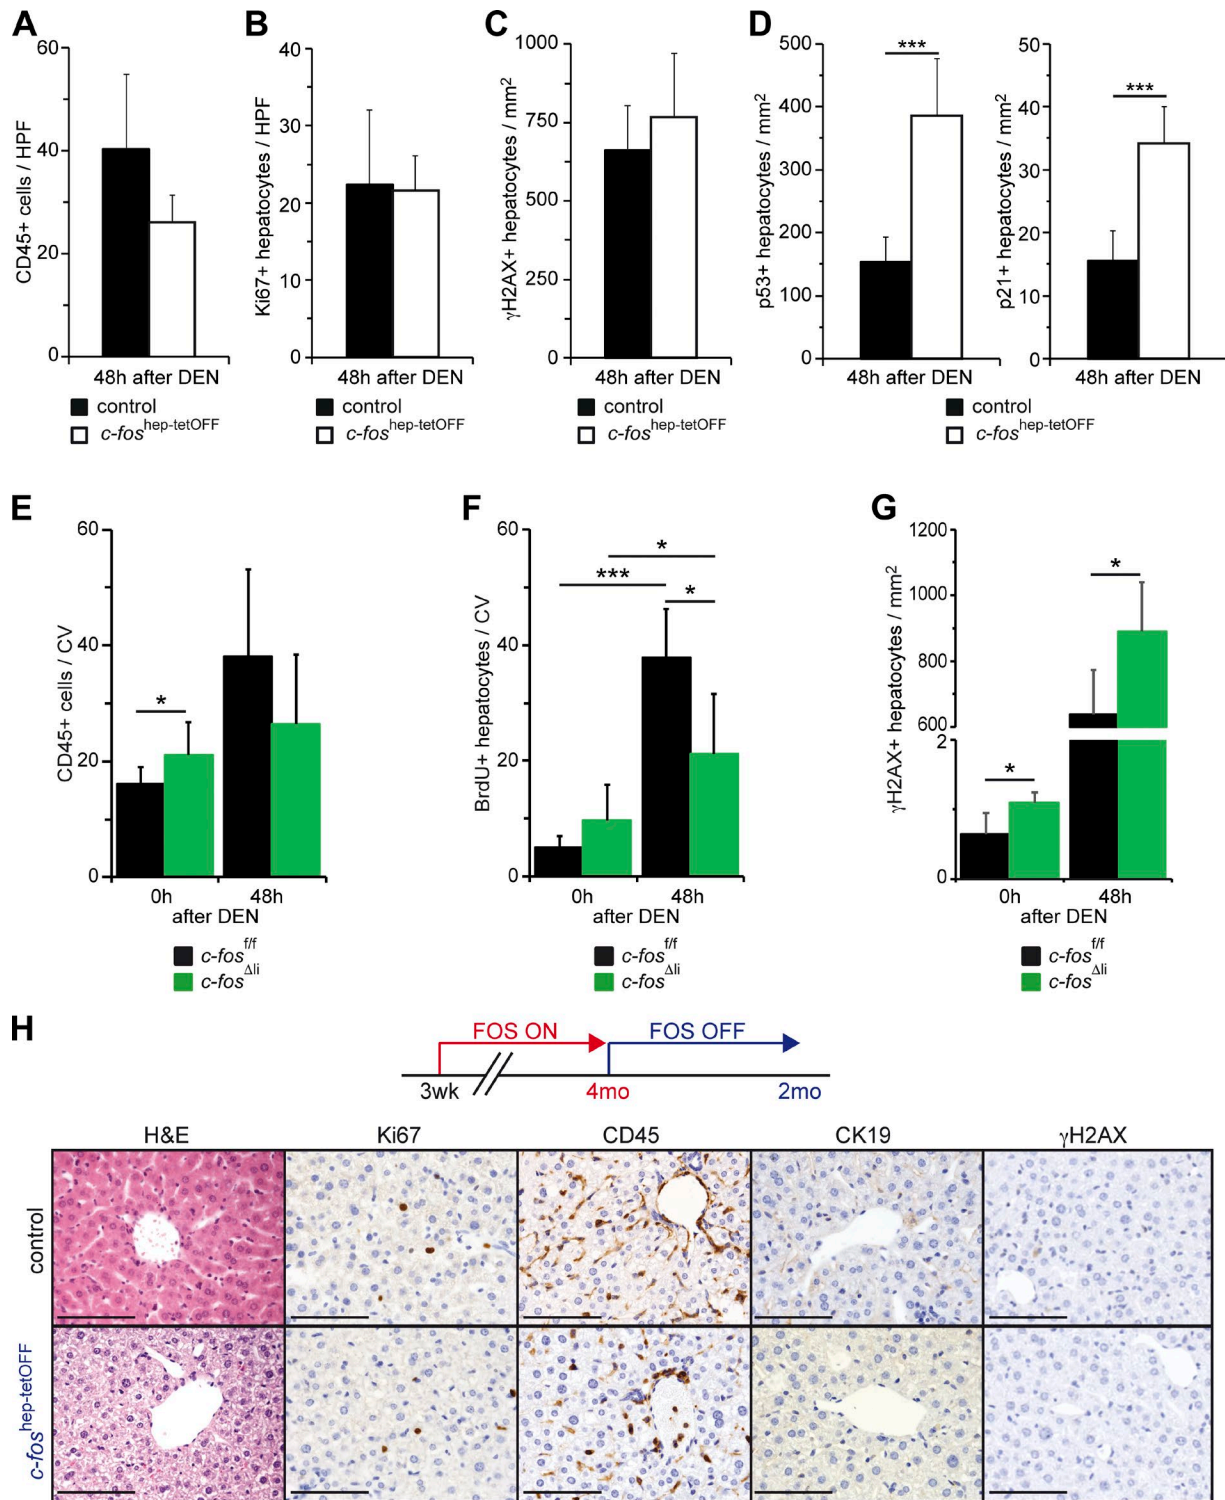 A
60
40
20
0
CD45+ cells / HPF
48h after DEN
control
c-fos hep-tetOFF
B
40
30
20
10
0
Ki67+ hepatocytes / HPF
48h after DEN
control
c-fos hep-tetOFF
C
1000
750
500
250
0
γH2AX+ hepatocytes / mm2
48h after DEN
control
c-fos hep-tetOFF
D
500
400
300
200
100
0
p53+ hepatocytes / mm2
***
48h after DEN
50
40
30
20
10
0
p21+ hepatocytes / mm2
***
48h after DEN
control
c-fos hep-tetOFF
E
60
40
20
0
CD45+ cells / CV
*
0h 48h
after DEN
c-fos f/f
c-fos Δli
F
60
40
20
0
BrdU+ hepatocytes / CV
*
***
*
0h 48h
after DEN
c-fos f/f
c-fos Δli
G
1200
1000
800
600
2
0
γH2AX+ hepatocytes / mm2
*
*
0h 48h
after DEN
c-fos f/f
c-fos Δli
H
FOS ON FOS OFF
3wk 4mo 2mo
H&E Ki67 CD45 CK19 γH2AX
control
c-fos hep-tetOFF